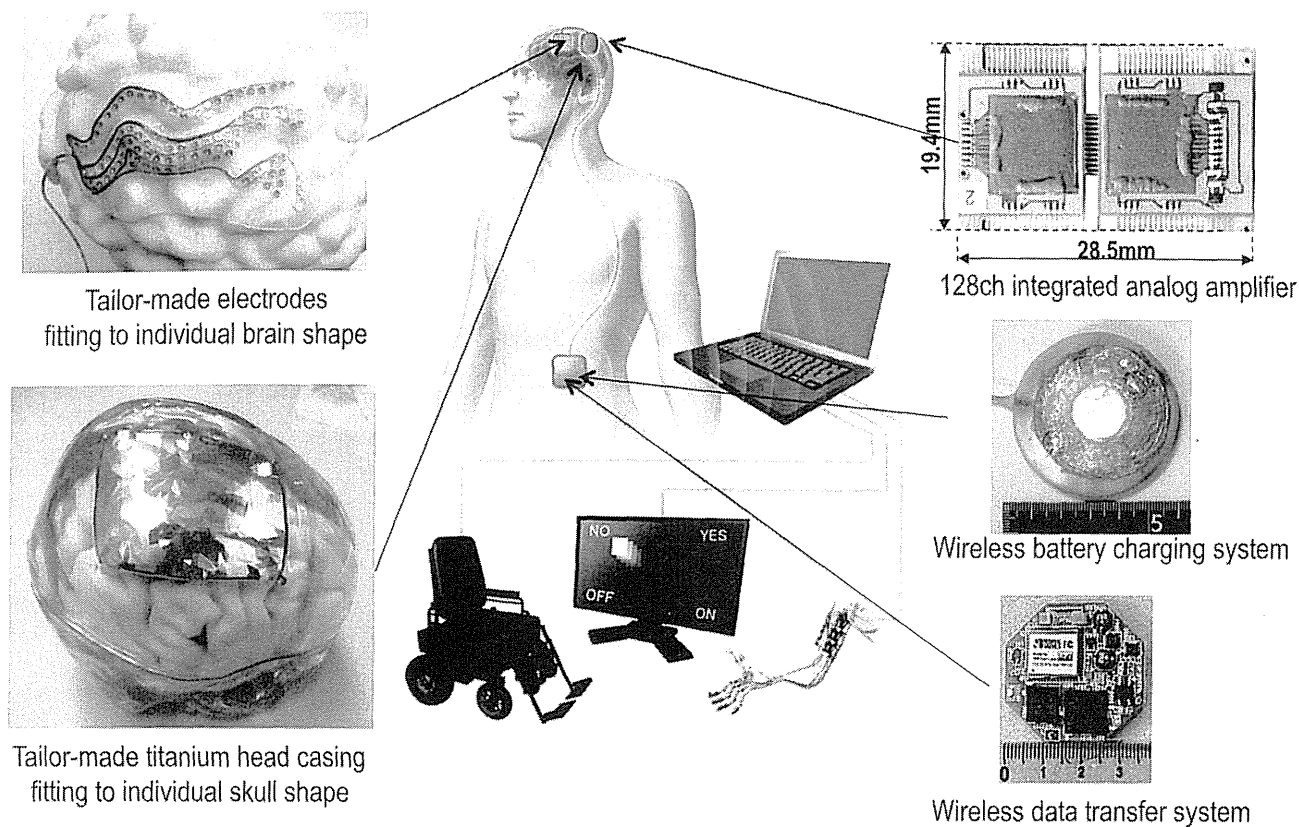 Tailor-made electrodes
fitting to individual brain shape
Tailor-made titanium head casing
fitting to individual skull shape
NO
YES
OFF
ON
19.4mm
2
28.5mm
128ch integrated analog amplifier
5
Wireless battery charging system
0 1 2 3
Wireless data transfer system